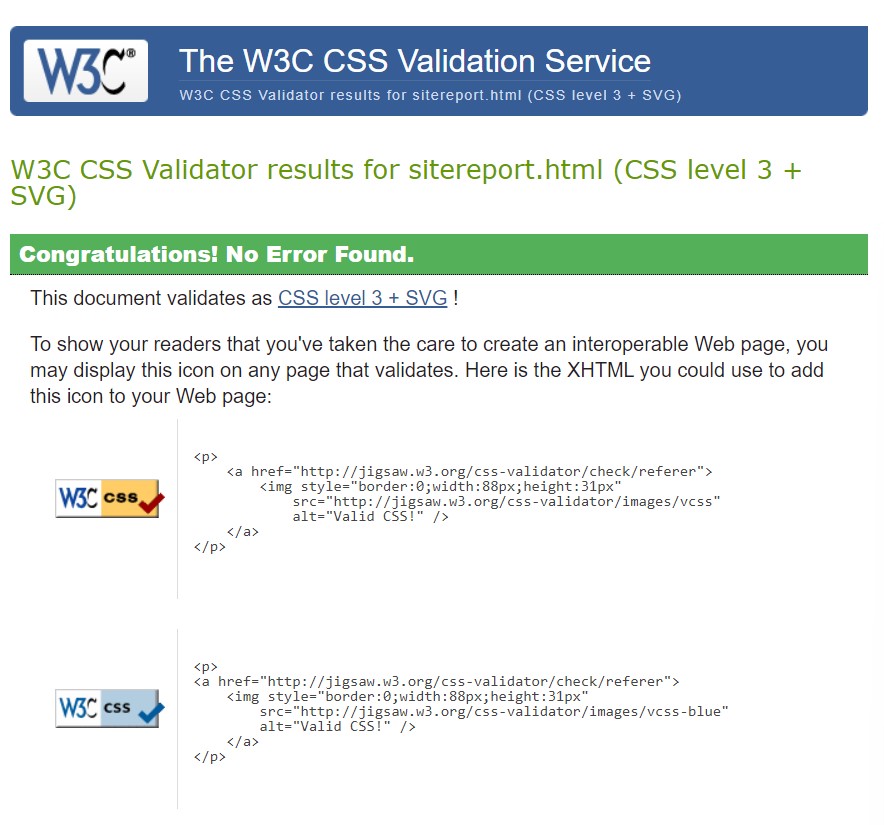 W3C®
The W3C CSS Validation Service
W3C CSS Validator results for sitereport.html (CSS level 3 + SVG)
W3C CSS Validator results for sitereport.html (CSS level 3 +
SVG)
Congratulations! No Error Found.
This document validates as CSS level 3 + SVG !
To show your readers that you've taken the care to create an interoperable Web page, you
may display this icon on any page that validates. Here is the XHTML you could use to add
this icon to your Web page:
W3C css
<p>
    <a href="http://jigsaw.w3.org/css-validator/check/referer">
        <img style="border:0;width:88px;height:31px"
            src="http://jigsaw.w3.org/css-validator/images/vcss"
            alt="Valid CSS!" />
    </a>
</p>
W3C css
<p>
<a href="http://jigsaw.w3.org/css-validator/check/referer">
    <img style="border:0;width:88px;height:31px"
        src="http://jigsaw.w3.org/css-validator/images/vcss-blue"
        alt="Valid CSS!" />
    </a>
</p>